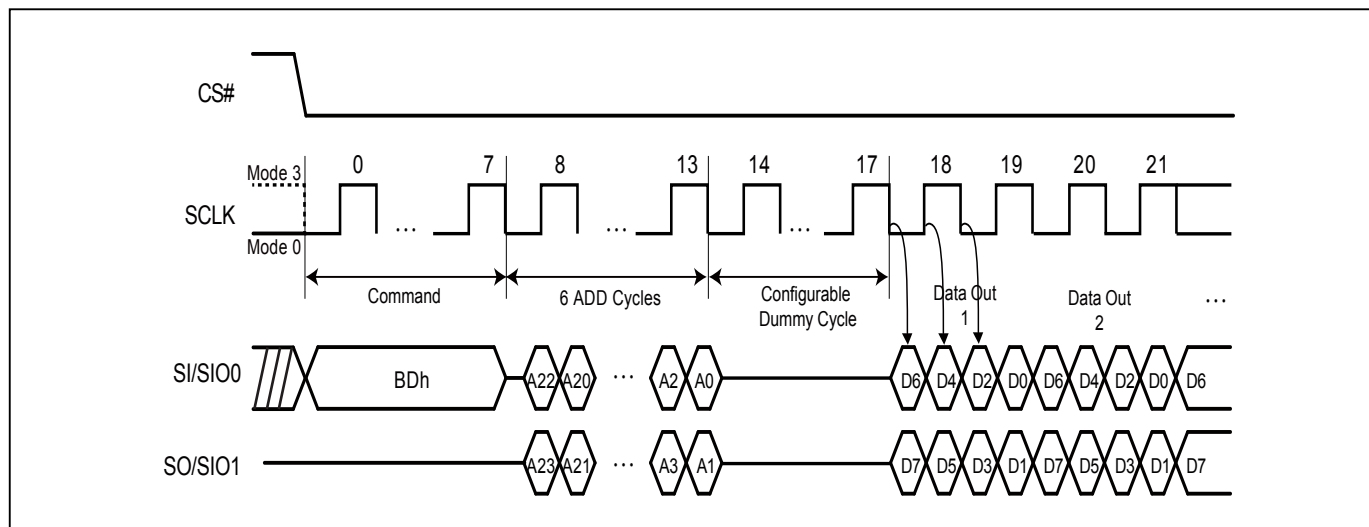 CS#
Mode 3
0 7 8 13 14 17 18 19 20 21
SCLK
... ... ...
Mode 0
Command
6 ADD Cycles
Configurable
Dummy Cycle
Data Out
1
Data Out
2
...
SI/SIO0
BDh
A22 A20 ... A2 A0
D6 D4 D2 D0 D6 D4 D2 D0 D6
SO/SIO1
A23 A21 ... A3 A1
D7 D5 D3 D1 D7 D5 D3 D1 D7